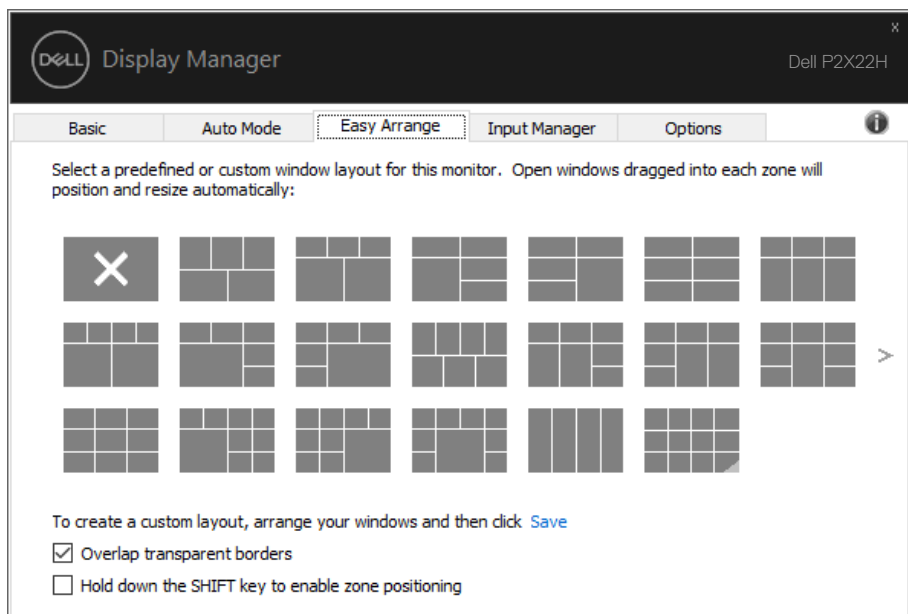 x
DELL Display Manager
Dell P2X22H
Basic Auto Mode Easy Arrange Input Manager Options
Select a predefined or custom window layout for this monitor. Open windows dragged into each zone will
position and resize automatically:
>
To create a custom layout, arrange your windows and then click Save
Overlap transparent borders
Hold down the SHIFT key to enable zone positioning